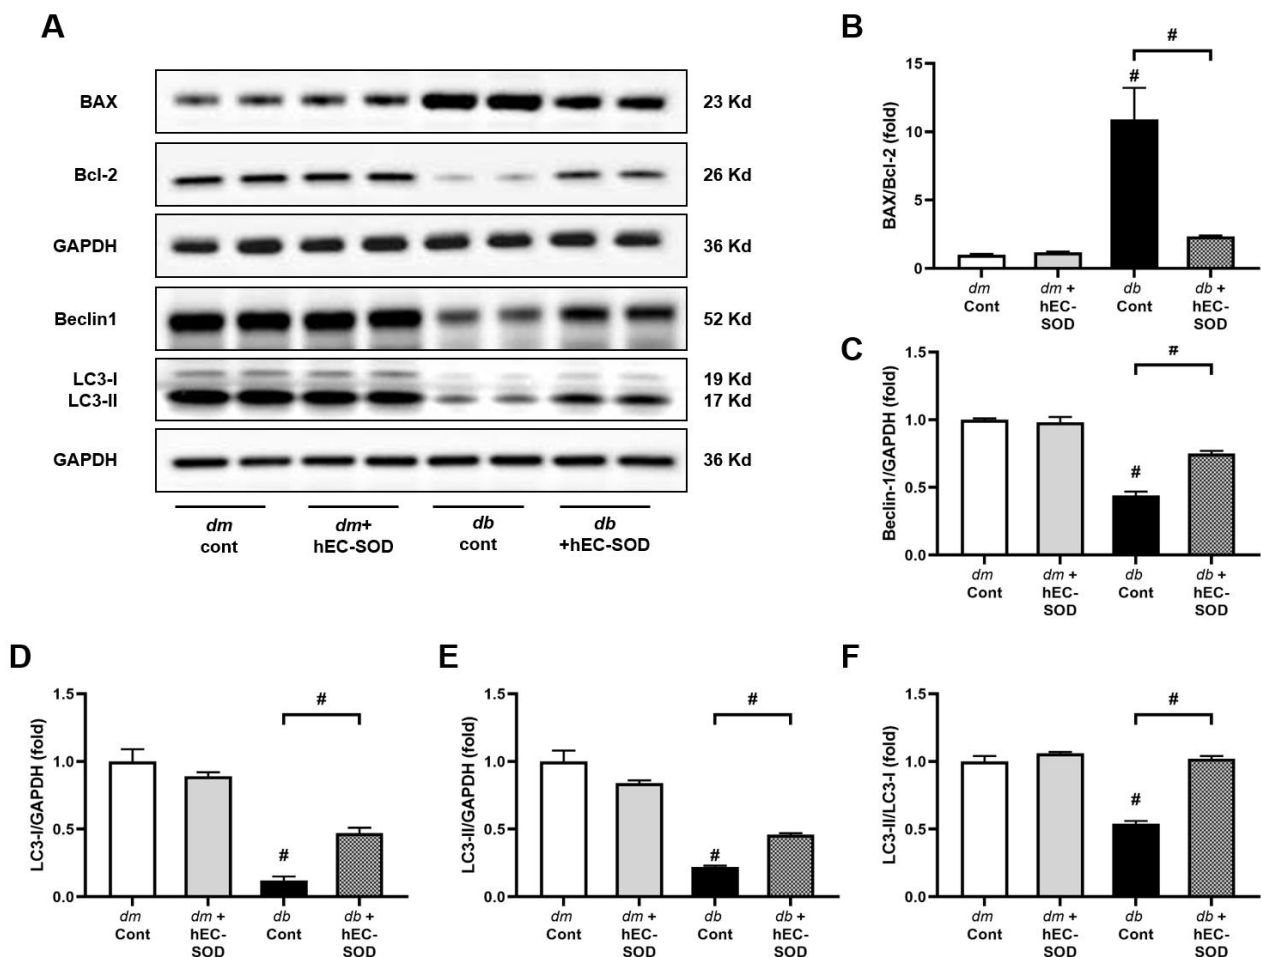 A
BAX 23 Kd
Bcl-2 26 Kd
GAPDH 36 Kd
Beclin1 52 Kd
LC3-I 19 Kd
LC3-II 17 Kd
GAPDH 36 Kd
dm dm+ db db
cont hEC-SOD cont +hEC-SOD
B
#
#
BAX/Bcl-2 (fold)
15
10
5
0
dm dm + db db +
Cont hEC- Cont hEC-
SOD SOD
C
#
#
Beclin-1/GAPDH (fold)
1.5
1.0
0.5
0.0
dm dm + db db +
Cont hEC- Cont hEC-
SOD SOD
D
#
#
LC3-I/GAPDH (fold)
1.5
1.0
0.5
0.0
dm dm + db db +
Cont hEC- Cont hEC-
SOD SOD
E
#
#
LC3-II/GAPDH (fold)
1.5
1.0
0.5
0.0
dm dm + db db +
Cont hEC- Cont hEC-
SOD SOD
F
#
#
LC3-II/LC3-I (fold)
1.5
1.0
0.5
0.0
dm dm + db db +
Cont hEC- Cont hEC-
SOD SOD